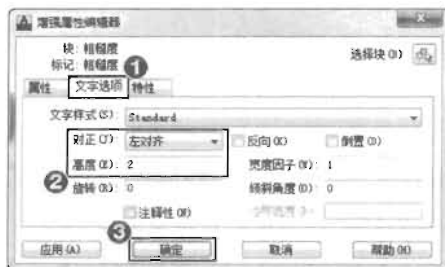 增强属性编辑器
块: 粗糙度
标记: 粗糙度
选择块(B)
1
属性 文字选项 特性
文字样式(S): Standard
对正(J): 左对齐 反向(K) 倒置(D)
高度(E): 2 宽度因子(W): 1
2
旋转(R): 0 倾斜角度(O): 0
注释性(N)
3
应用(A) 确定 取消 帮助(H)